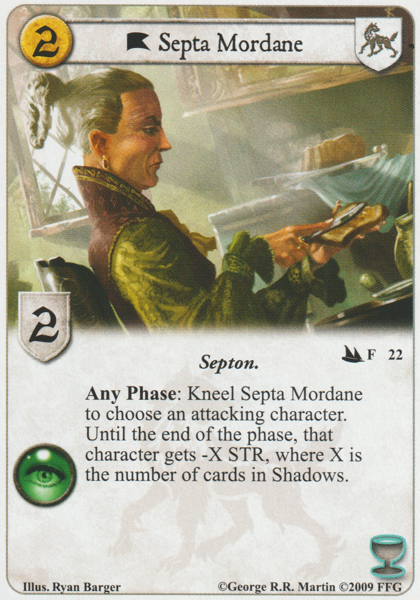 2
Septa Mordane
2
Septon.
F 22
Any Phase: Kneel Septa Mordane
to choose an attacking character.
Until the end of the phase, that
character gets -X STR, where X is
the number of cards in Shadows.
Illus. Ryan Barger
©George R.R. Martin ©2009 FFG